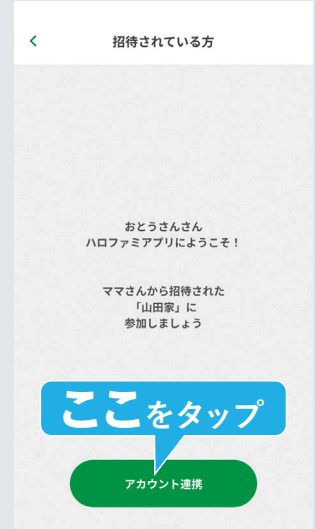 招待されている方
おとうさんさん
ハロファミアプリにようこそ！
ママさんから招待された
「山田家」に
参加しましょう
ここをタップ
アカウント連携